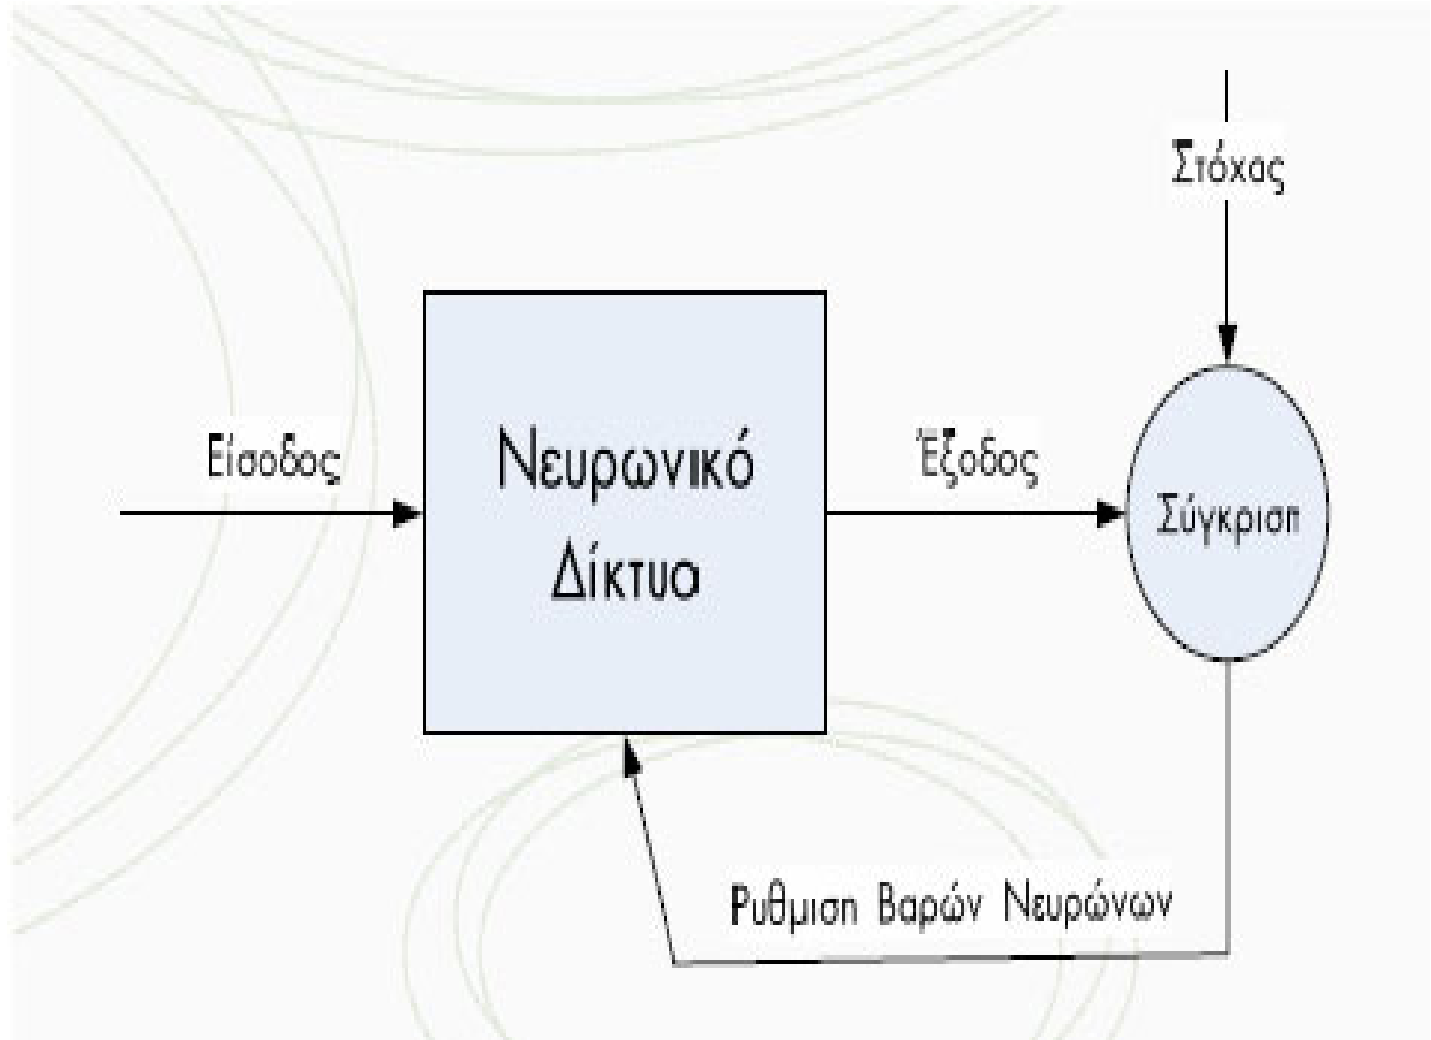 Στόχος
Είσοδος
Νευρωνικό
Δίκτυο
Έξοδος
Σύγκριση
Ρυθμιση Βαρών Νευρώνων